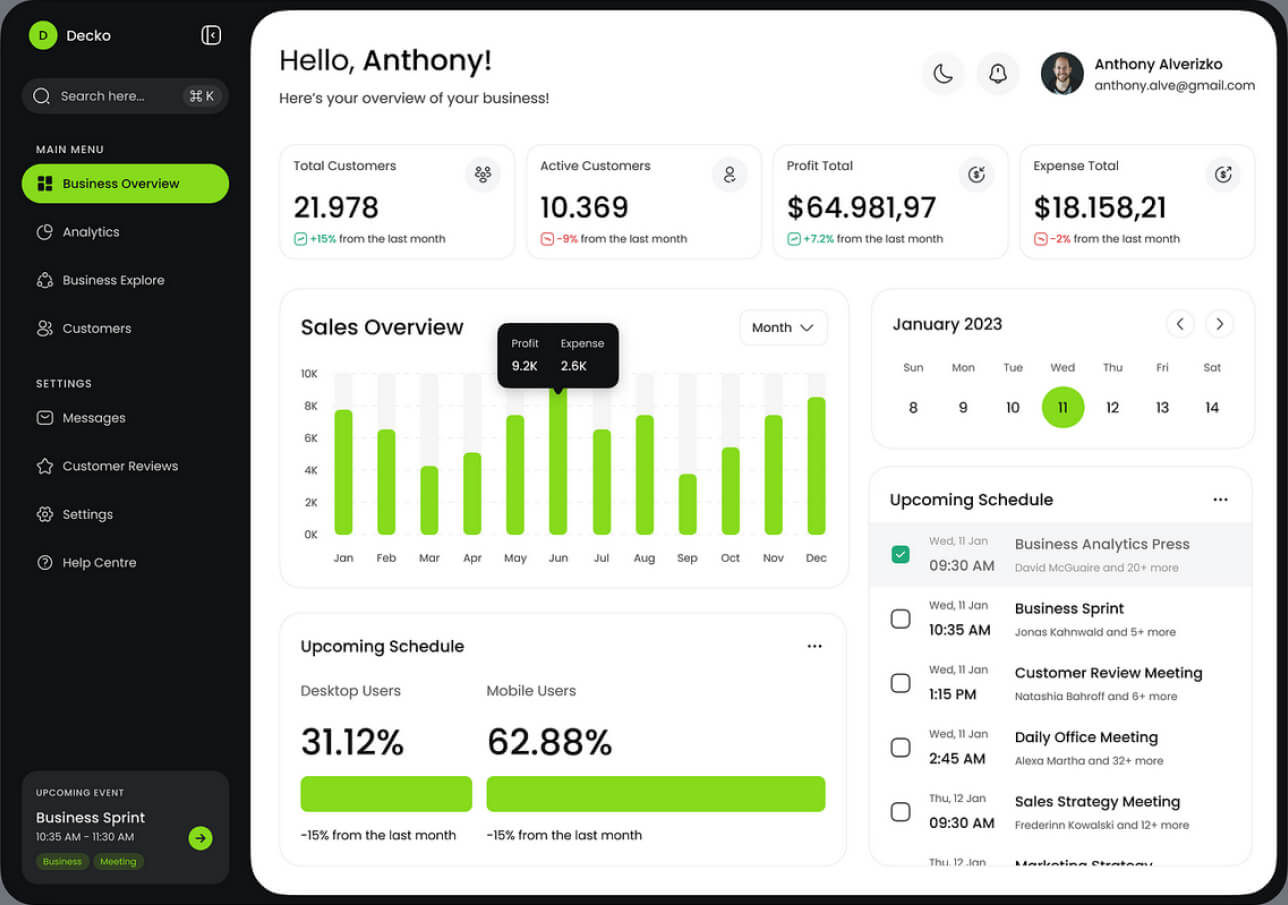 D Decko
Search here... ⌘ K
MAIN MENU
Business Overview
Analytics
Business Explore
Customers
SETTINGS
Messages
Customer Reviews
Settings
Help Centre
UPCOMING EVENT
Business Sprint
10:35 AM - 11:30 AM
Business Meeting
Hello, Anthony!
Here's your overview of your business!
Anthony Alverizko
anthony.alve@gmail.com
Total Customers
21.978
+15% from the last month
Active Customers
10.369
-9% from the last month
Profit Total
$64.981,97
+7.2% from the last month
Expense Total
$18.158,21
-2% from the last month
Sales Overview
Month
Profit Expense
9.2K 2.6K
10K
8K
6K
4K
2K
0K
Jan Feb Mar Apr May Jun Jul Aug Sep Oct Nov Dec
Upcoming Schedule
Desktop Users Mobile Users
31.12% 62.88%
-15% from the last month -15% from the last month
January 2023
Sun Mon Tue Wed Thu Fri Sat
8 9 10 11 12 13 14
Upcoming Schedule
Wed, 11 Jan
Business Analytics Press
09:30 AM
David McGuaire and 20+ more
Wed, 11 Jan
Business Sprint
10:35 AM
Jonas Kahnwald and 5+ more
Wed, 11 Jan
Customer Review Meeting
1:15 PM
Natashia Bahroff and 6+ more
Wed, 11 Jan
Daily Office Meeting
2:45 AM
Alexa Martha and 32+ more
Thu, 12 Jan
Sales Strategy Meeting
09:30 AM
Frederinn Kowalski and 12+ more
Thu, 12 Jan
Marketing Strategy